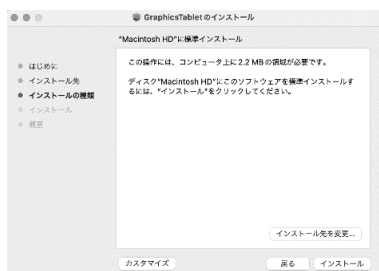 GraphicsTablet のインストール
"Macintosh HD"に標準インストール
はじめに
インストール先
インストールの種類
インストール
概要
この操作には、コンピュータ上に 2.2 MB の領域が必要です。
ディスク"Macintosh HD"にこのソフトウェアを標準インストールす
るには、"インストール"をクリックしてください。
インストール先を変更...
カスタマイズ
戻る
インストール